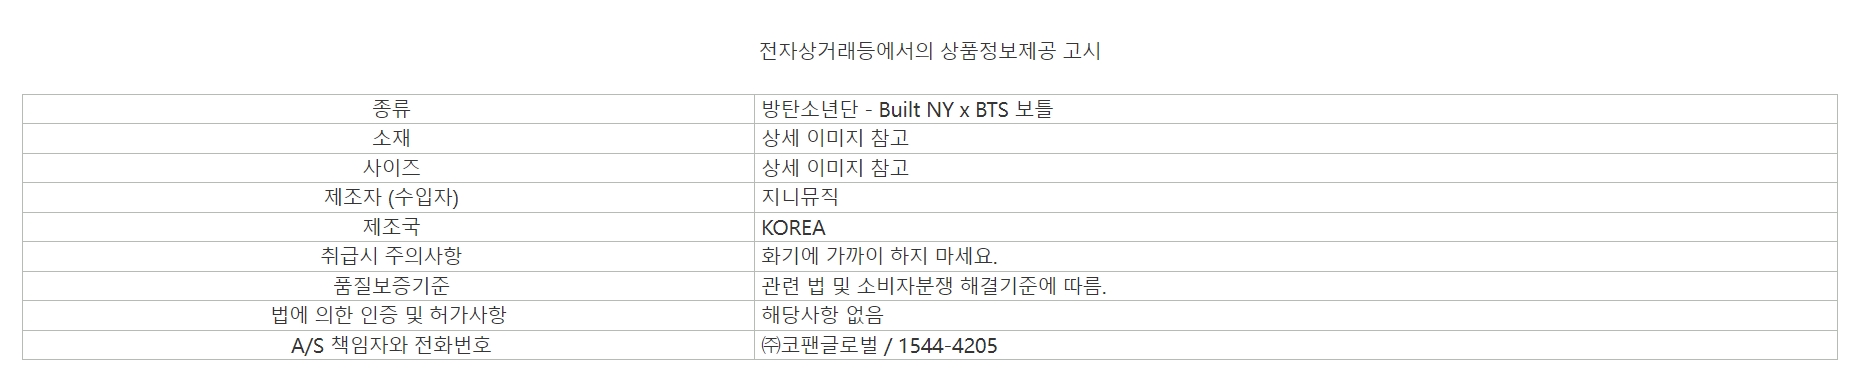 전자상거래등에서의 상품정보제공 고시
종류 방탄소년단 - Built NY x BTS 보틀
소재 상세 이미지 참고
사이즈 상세 이미지 참고
제조자 (수입자) 지니뮤직
제조국 KOREA
취급시 주의사항 화기에 가까이 하지 마세요.
품질보증기준 관련 법 및 소비자분쟁 해결기준에 따름.
법에 의한 인증 및 허가사항 해당사항 없음
A/S 책임자와 전화번호 ㈜코팬글로벌 / 1544-4205